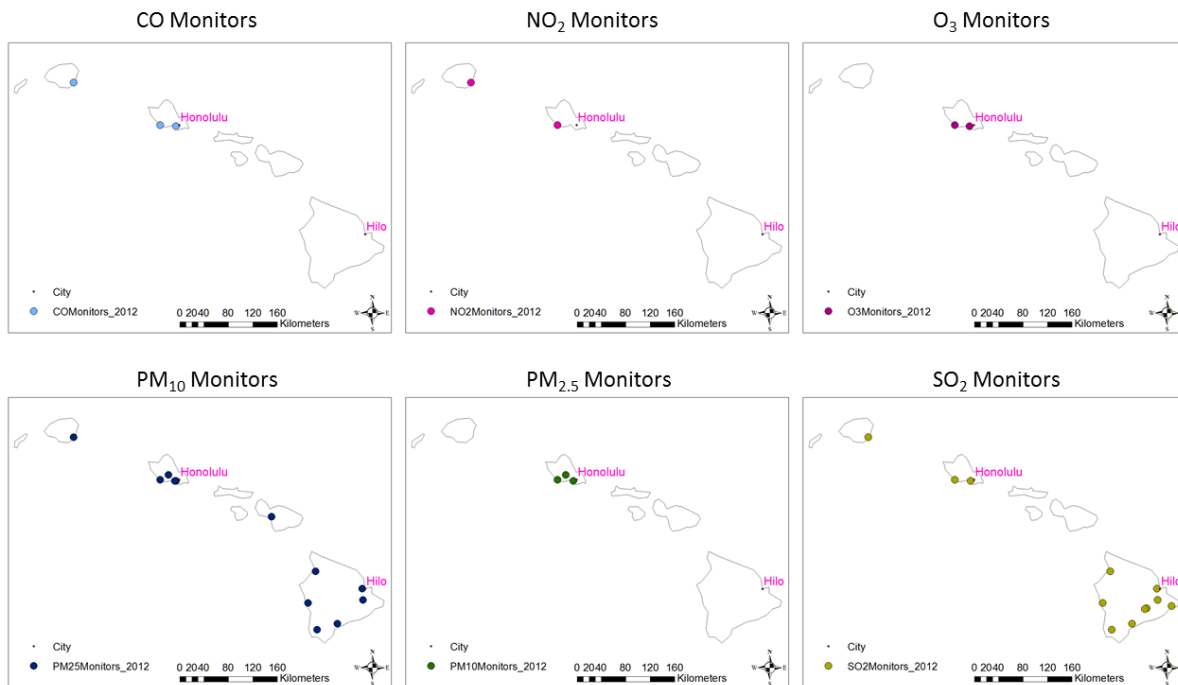 CO Monitors
Honolulu
Hilo
City
COMonitors_2012
0 2040 80 120 160
Kilometers
N
W E
S
NO₂ Monitors
Honolulu
Hilo
City
NO2Monitors_2012
0 2040 80 120 160
Kilometers
N
W E
S
O₃ Monitors
Honolulu
Hilo
City
O3Monitors_2012
0 2040 80 120 160
Kilometers
N
W E
S
PM₁₀ Monitors
Honolulu
Hilo
City
PM25Monitors_2012
0 2040 80 120 160
Kilometers
N
W E
S
PM₂.₅ Monitors
Honolulu
Hilo
City
PM10Monitors_2012
0 2040 80 120 160
Kilometers
N
W E
S
SO₂ Monitors
Honolulu
Hilo
City
SO2Monitors_2012
0 2040 80 120 160
Kilometers
N
W E
S